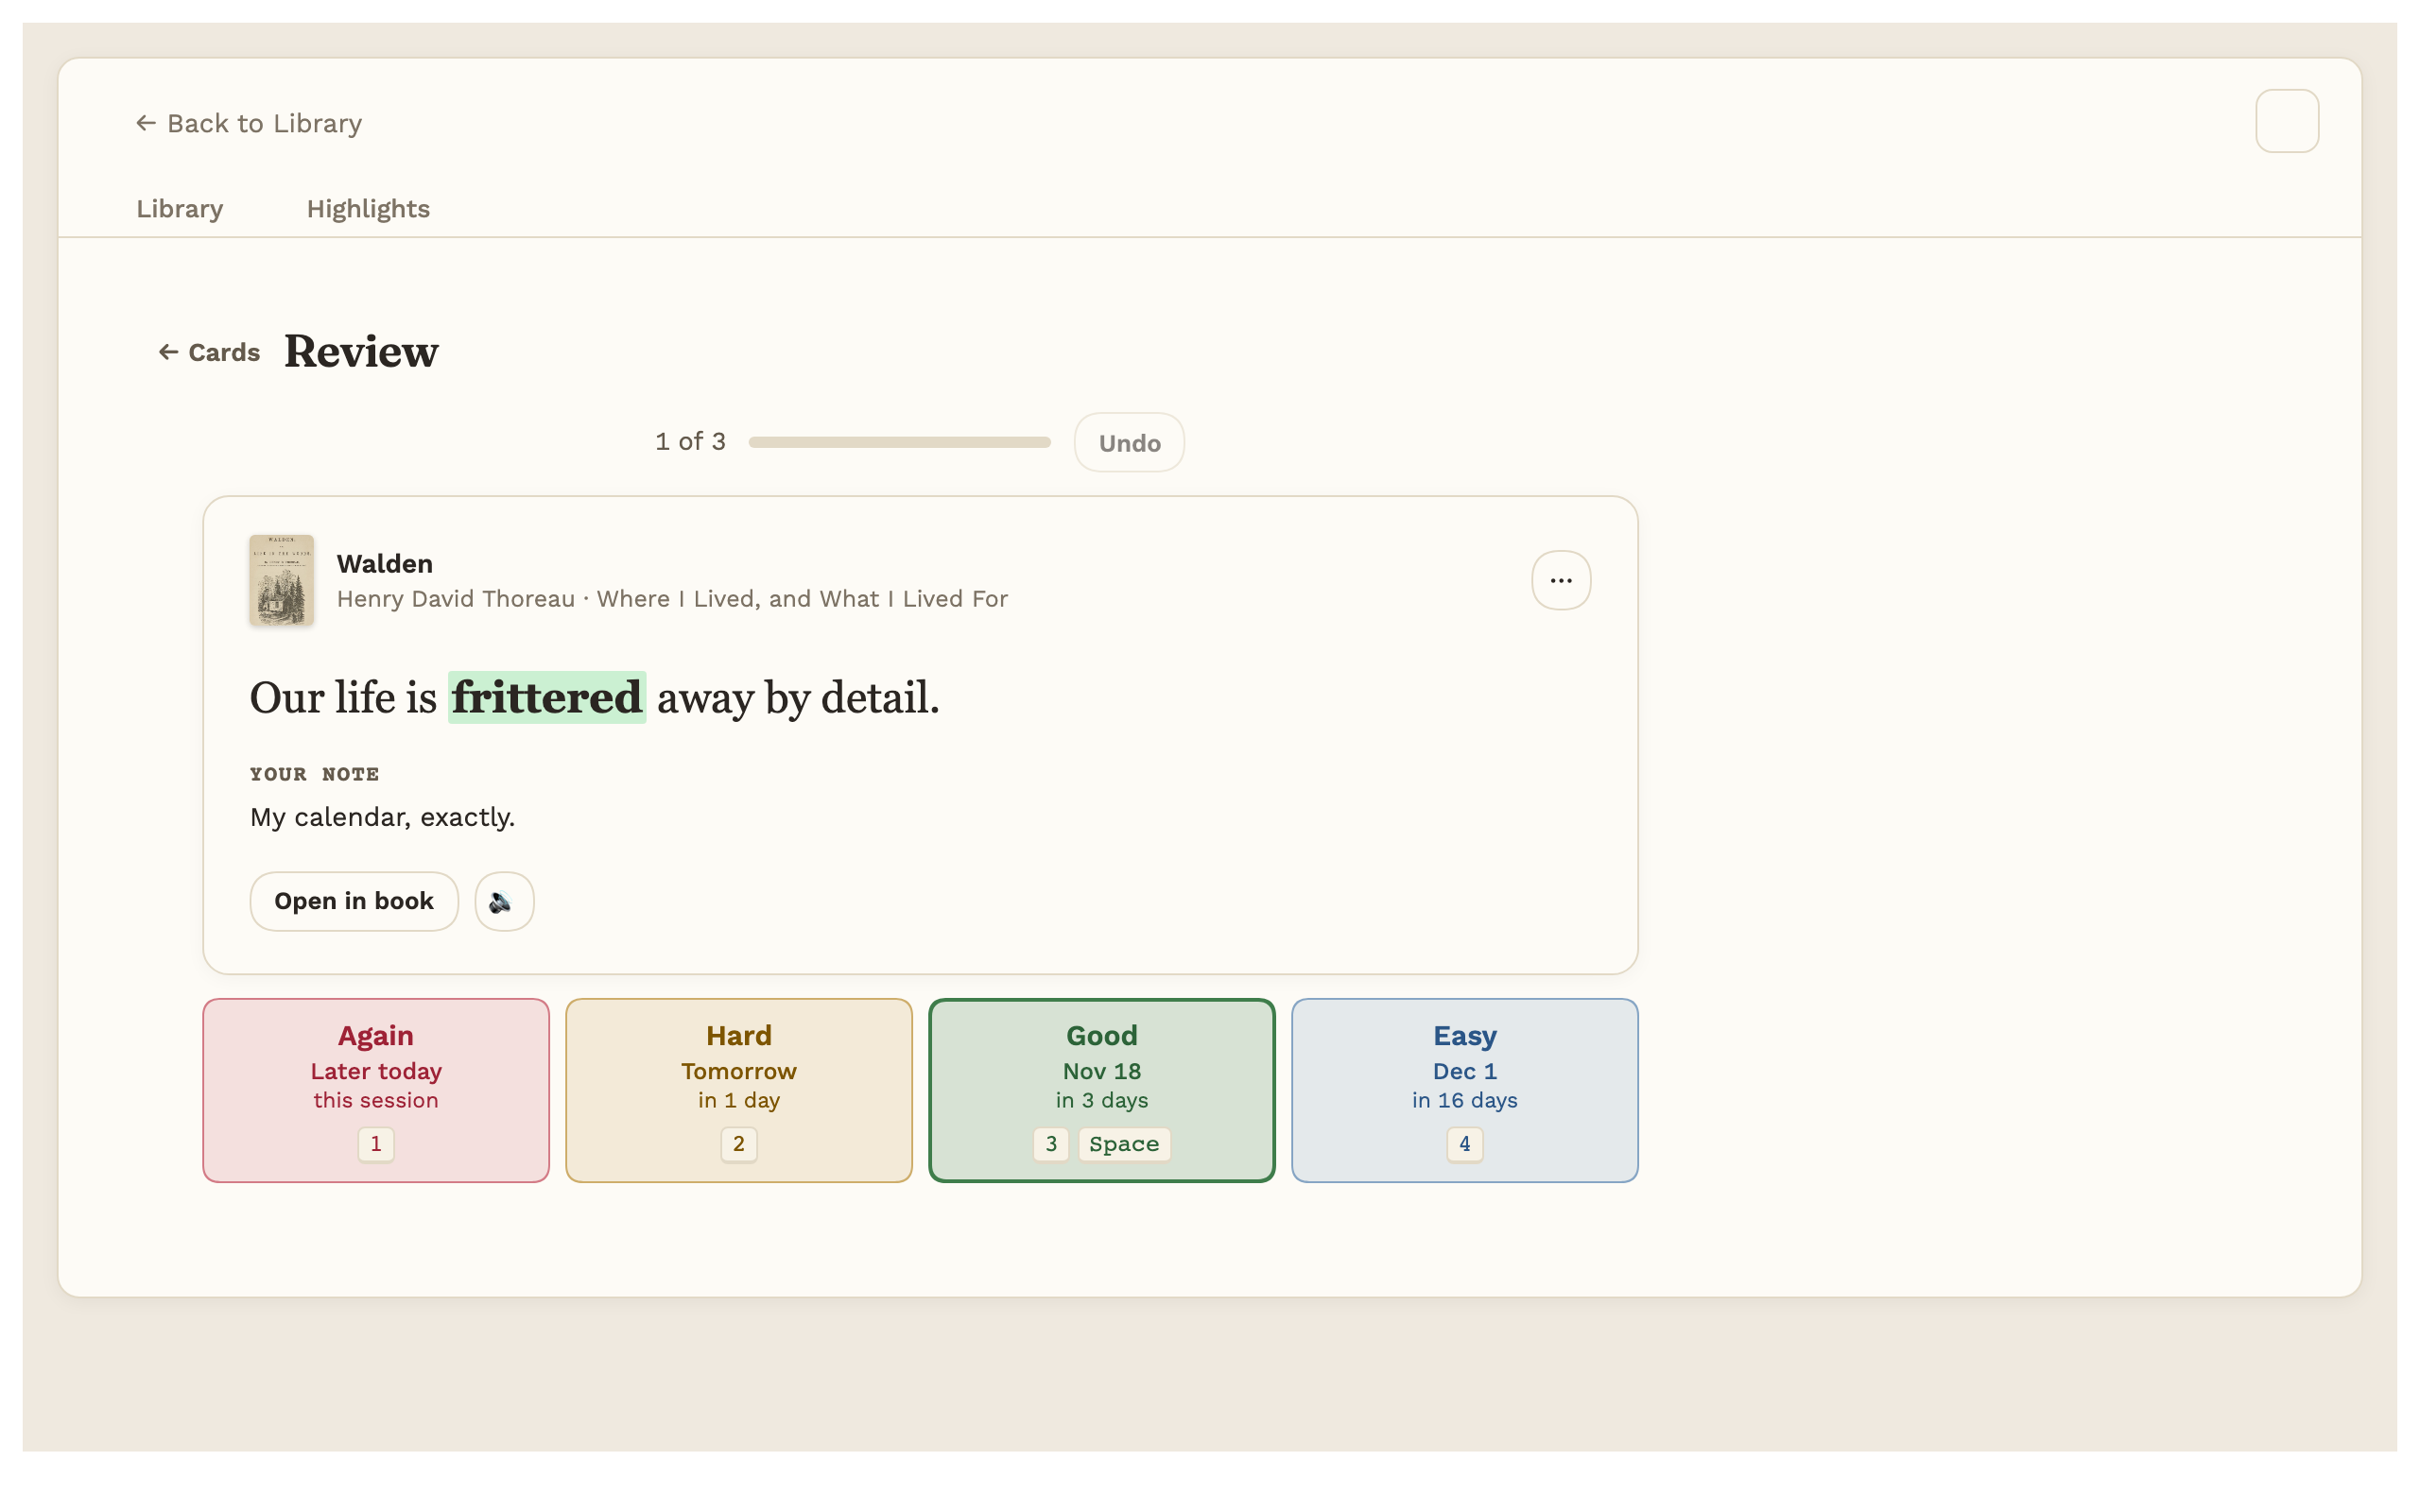 ← Back to Library
Library Highlights
← Cards Review
1 of 3 Undo
WALDEN.
Walden
Henry David Thoreau · Where I Lived, and What I Lived For
...
Our life is frittered away by detail.
YOUR NOTE
My calendar, exactly.
Open in book
Again
Later today
this session
1
Hard
Tomorrow
in 1 day
2
Good
Nov 18
in 3 days
3 Space
Easy
Dec 1
in 16 days
4